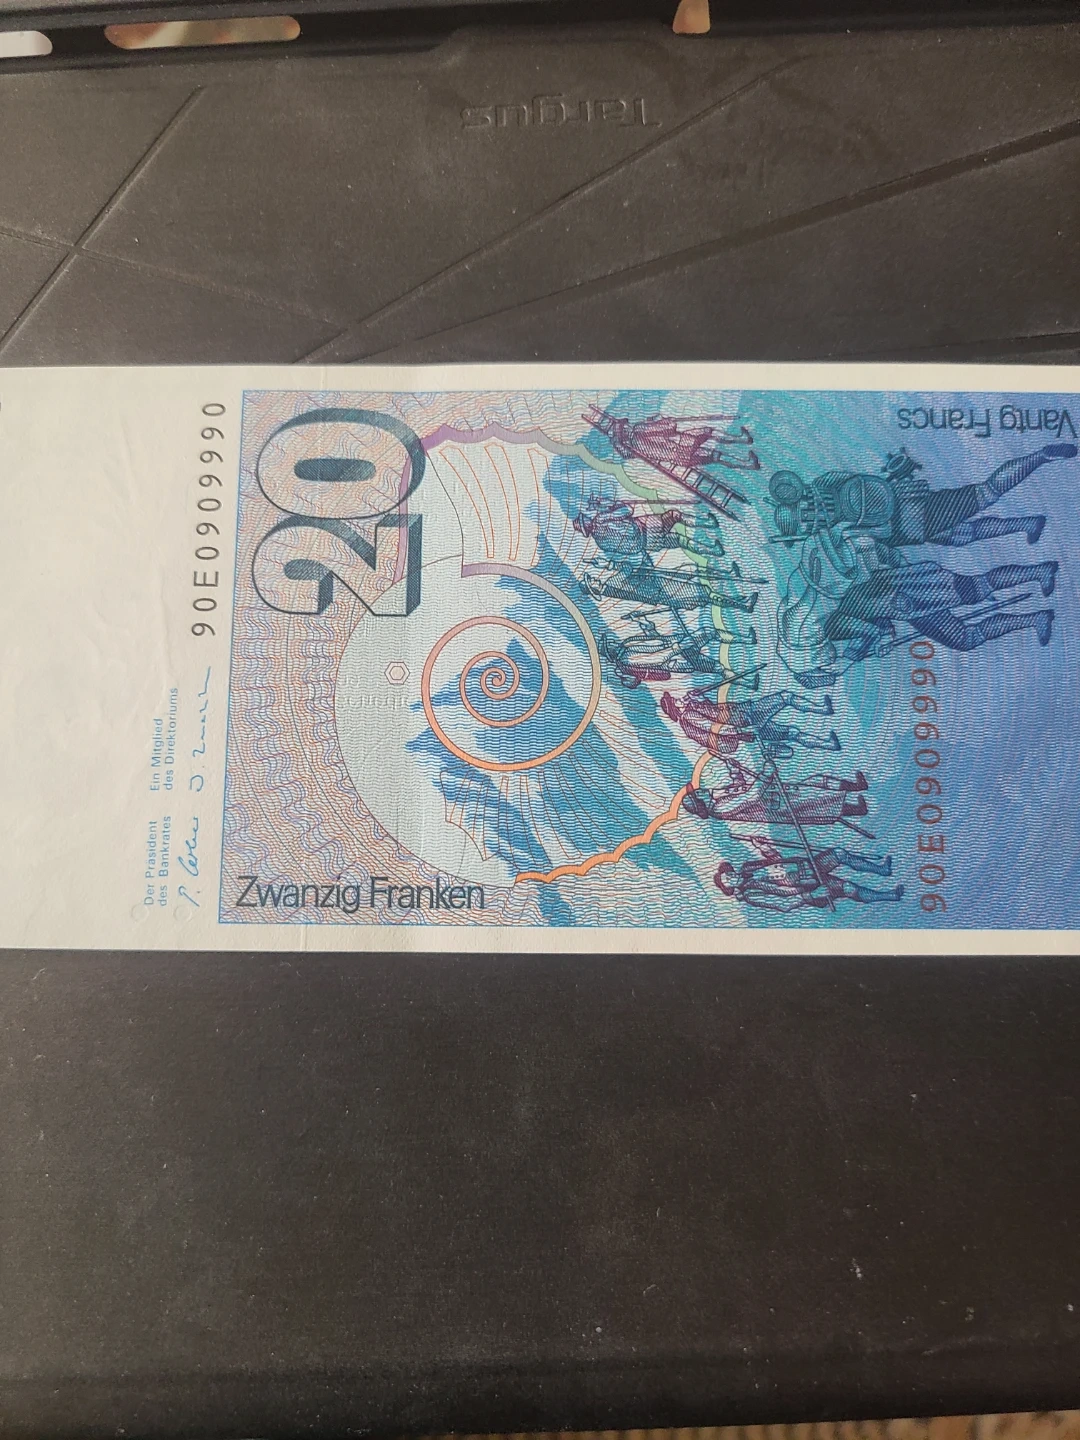 Targus
90E0909990
Der Präsident
des Bankrates
Ein Mitglied
des Direktoriums
20
Zwanzig Franken
Vantg Francs
90E0909990